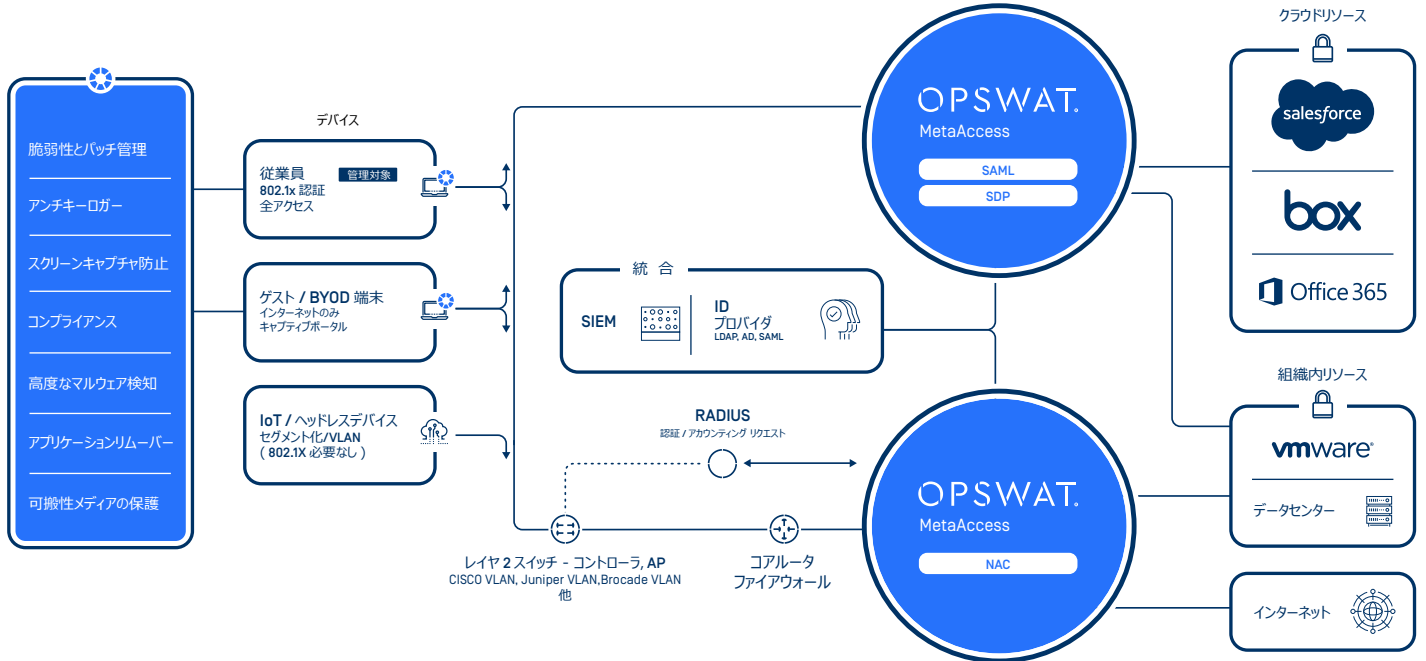 脆弱性とパッチ管理
アンチキーロガー
スクリーンキャプチャ防止
コンプライアンス
高度なマルウェア検知
アプリケーションリムーバー
可搬性メディアの保護
デバイス
従業員 管理対象
802.1x 認証
全アクセス
ゲスト / BYOD 端末
インターネットのみ
キャプティブポータル
IoT / ヘッドレスデバイス
セグメント化/VLAN
( 802.1X 必要なし )
統 合
SIEM
ID
プロバイダ
LDAP, AD, SAML
RADIUS
認証 / アカウンティング リクエスト
レイヤ 2 スイッチ - コントローラ, AP
CISCO VLAN, Juniper VLAN,Brocade VLAN
他
コアルータ
ファイアウォール
OPSWAT.
MetaAccess
SAML
SDP
OPSWAT.
MetaAccess
NAC
クラウドリソース
salesforce
box
Office 365
組織内リソース
vmware®
データセンター
インターネット